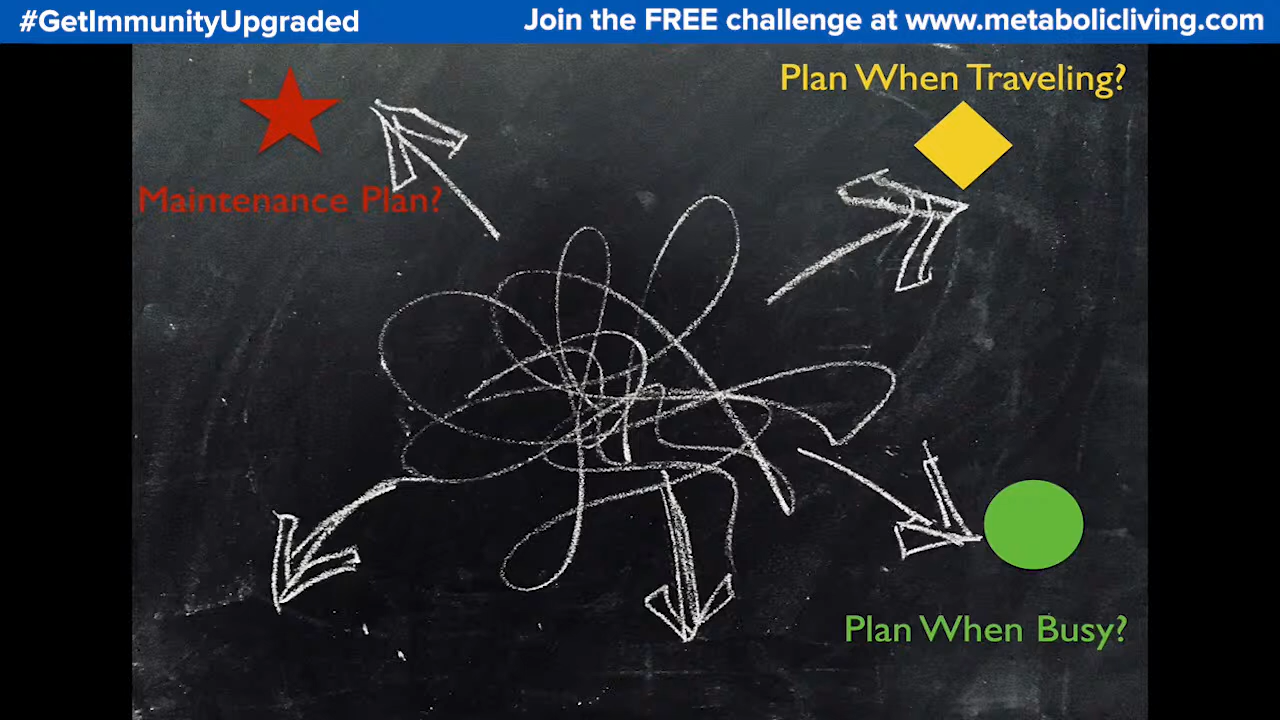 #GetImmunityUpgraded
Join the FREE challenge at www.metabolicliving.com
Plan When Traveling?
Maintenance Plan?
Plan When Busy?